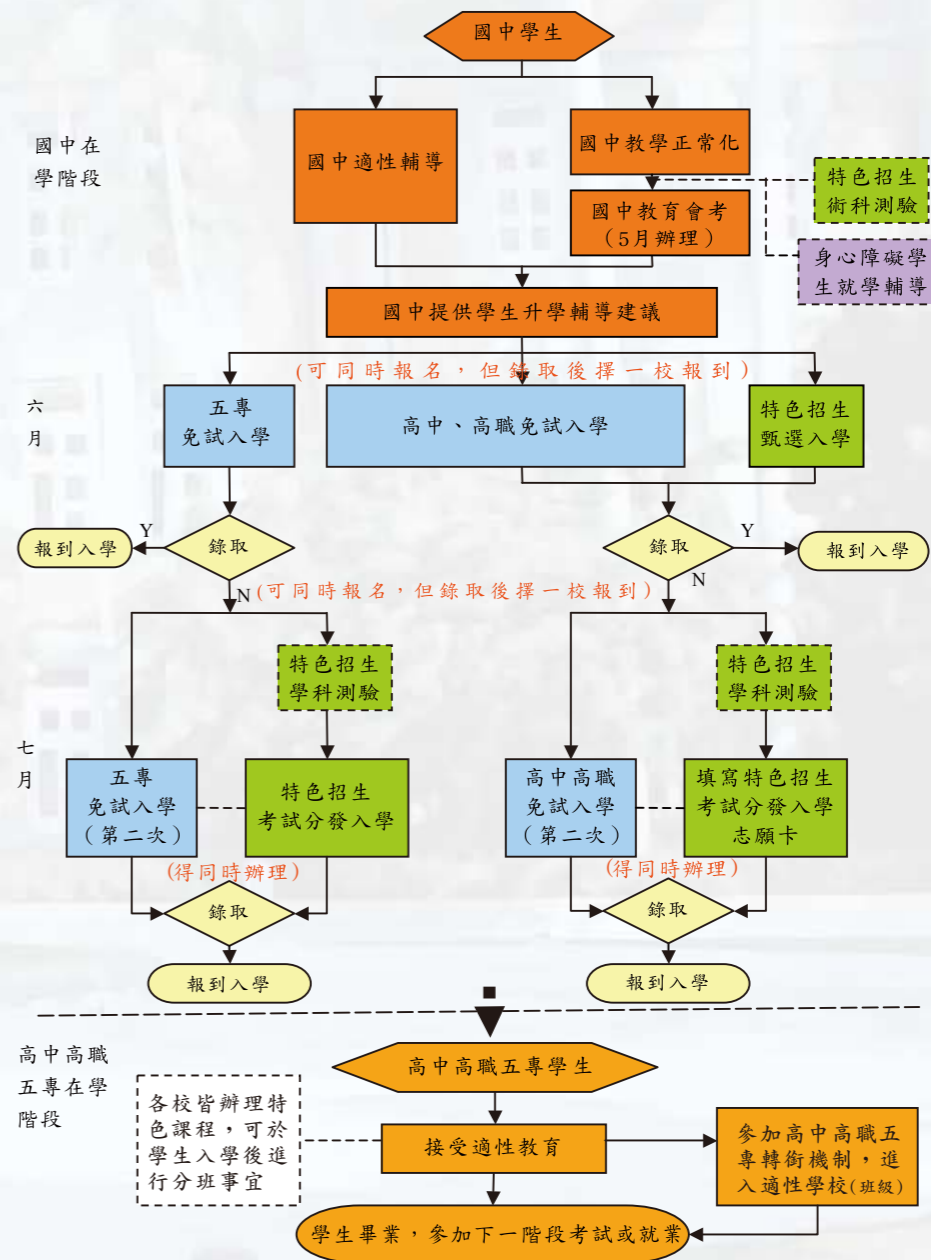 國中學生
國中在
學階段
國中適性輔導
國中教學正常化
特色招生
術科測驗
國中教育會考
(5月辦理)
身心障礙學
生就學輔導
國中提供學生升學輔導建議
(可同時報名,但錄取後擇一校報到)
六
月
五專
免試入學
高中、高職免試入學
特色招生
甄選入學
報到入學
Y
錄取
錄取
Y
報到入學
N
(可同時報名,但錄取後擇一校報到)
N
特色招生
學科測驗
特色招生
學科測驗
七
月
五專
免試入學
(第二次)
特色招生
考試分發入學
高中高職
免試入學
(第二次)
填寫特色招生
考試分發入學
志願卡
(得同時辦理)
(得同時辦理)
錄取
錄取
報到入學
報到入學
高中高職
五專在學
階段
高中高職五專學生
各校皆辦理特
色課程,可於
學生入學後進
行分班事宜
接受適性教育
參加高中高職五
專轉銜機制,進
入適性學校(班級)
學生畢業,參加下一階段考試或就業